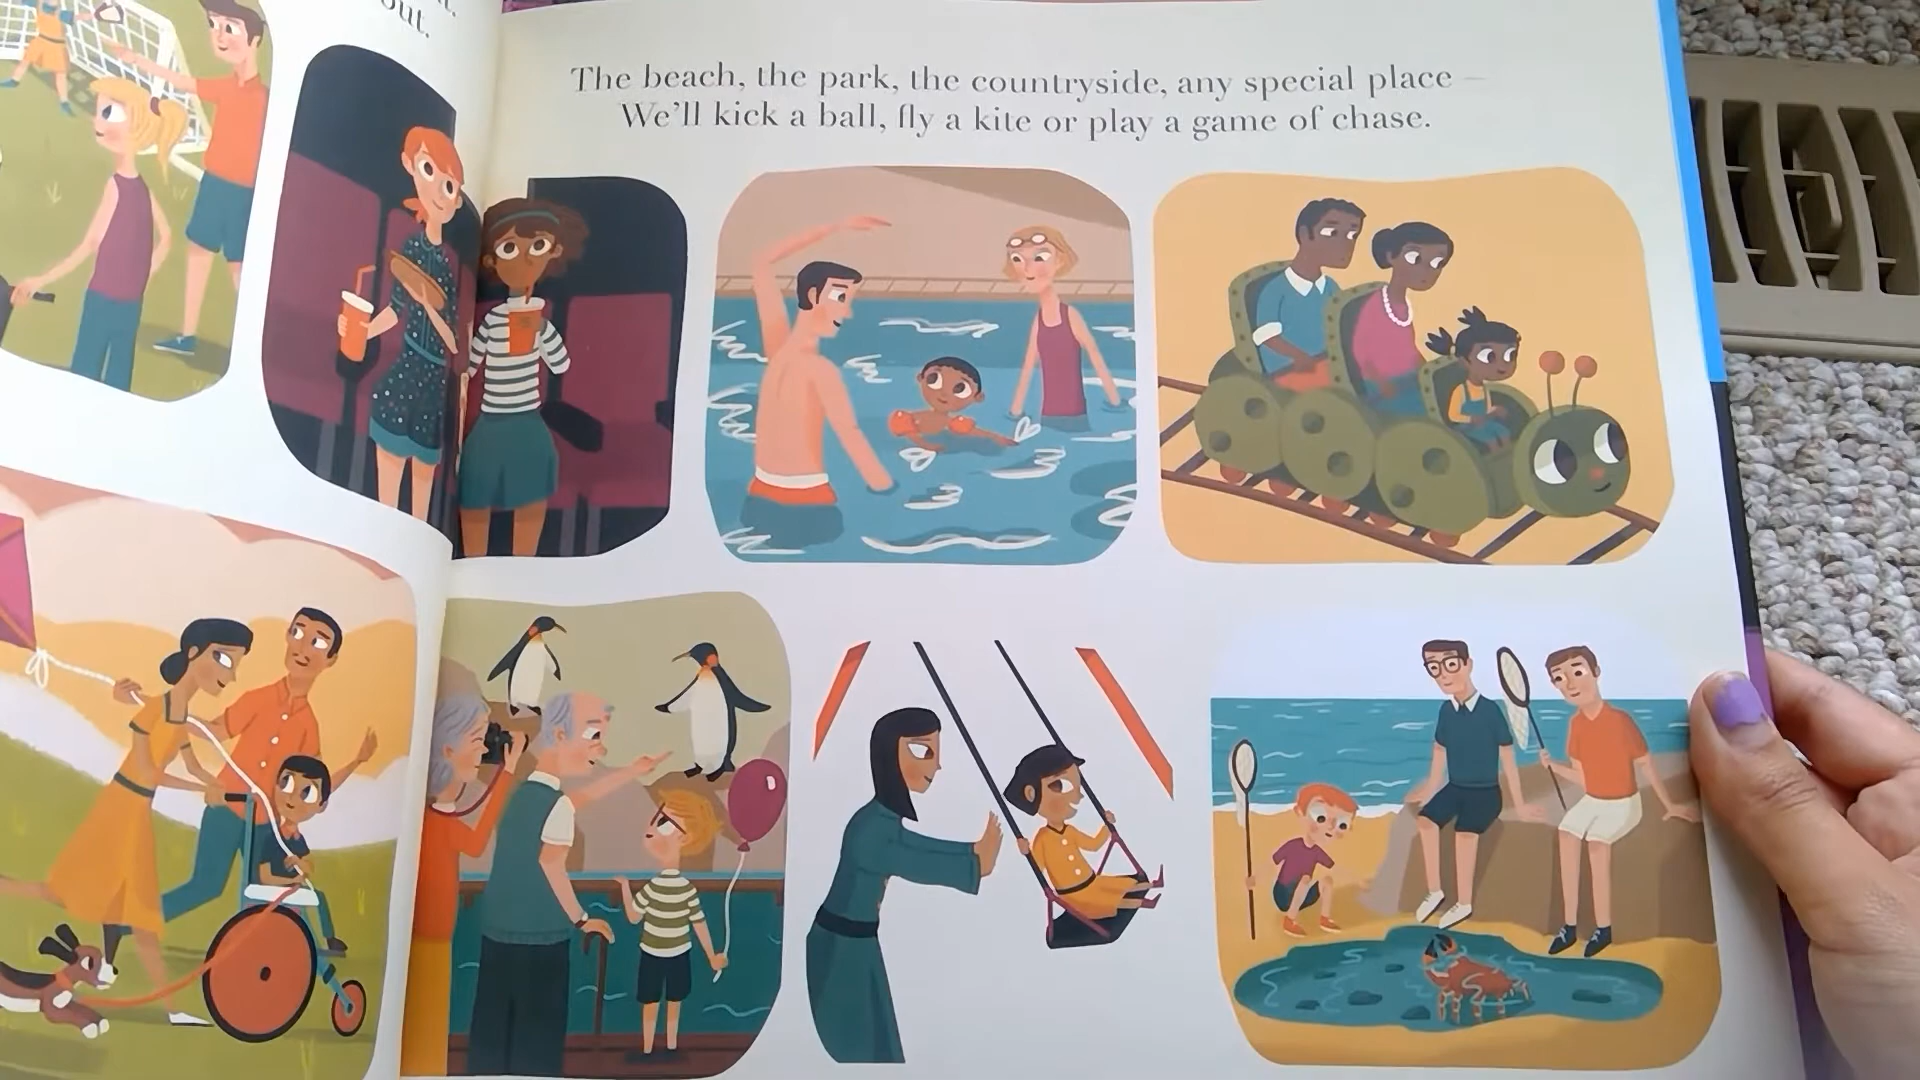 out.
The beach, the park, the countryside, any special place —
We'll kick a ball, fly a kite or play a game of chase.